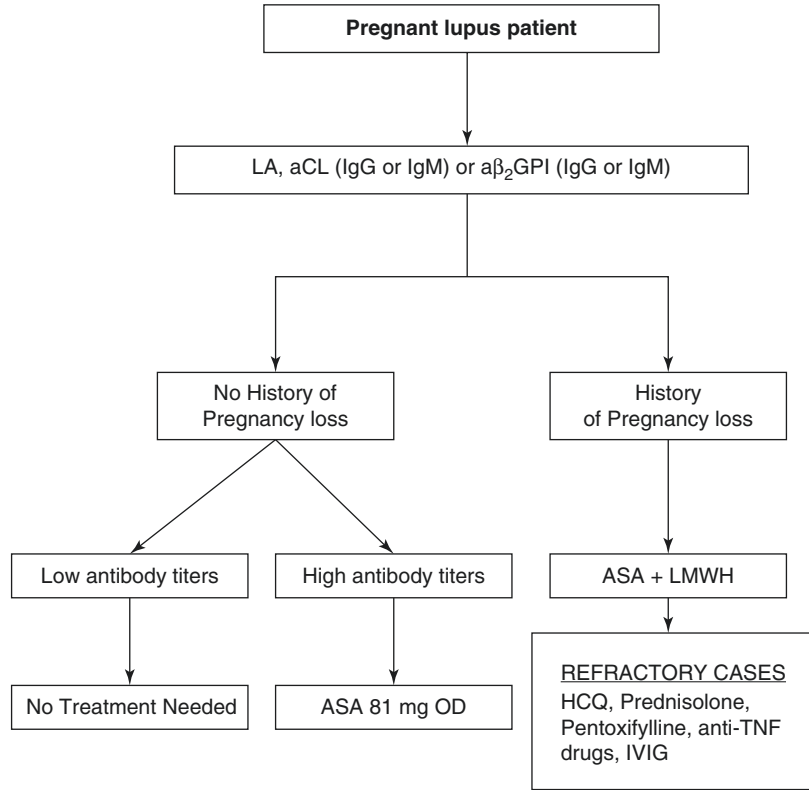 Pregnant lupus patient
LA, aCL (IgG or IgM) or aβ₂GPI (IgG or IgM)
No History of
Pregnancy loss
History
of Pregnancy loss
Low antibody titers
High antibody titers
ASA + LMWH
No Treatment Needed
ASA 81 mg OD
REFRACTORY CASES
HCQ, Prednisolone,
Pentoxifylline, anti-TNF
drugs, IVIG